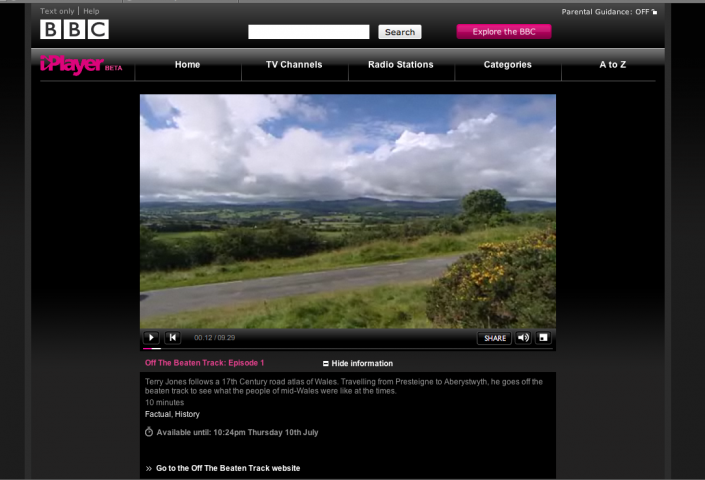 Text only | Help
Parental Guidance: OFF
BBC
Search
Explore the BBC
iPlayer BETA
Home
TV Channels
Radio Stations
Categories
A to Z
00.12 / 09.29
SHARE
Off The Beaten Track: Episode 1
Hide information
Terry Jones follows a 17th Century road atlas of Wales. Travelling from Presteigne to Aberystwyth, he goes off the
beaten track to see what the people of mid-Wales were like at the times.
10 minutes
Factual, History
Available until: 10:24pm Thursday 10th July
» Go to the Off The Beaten Track website